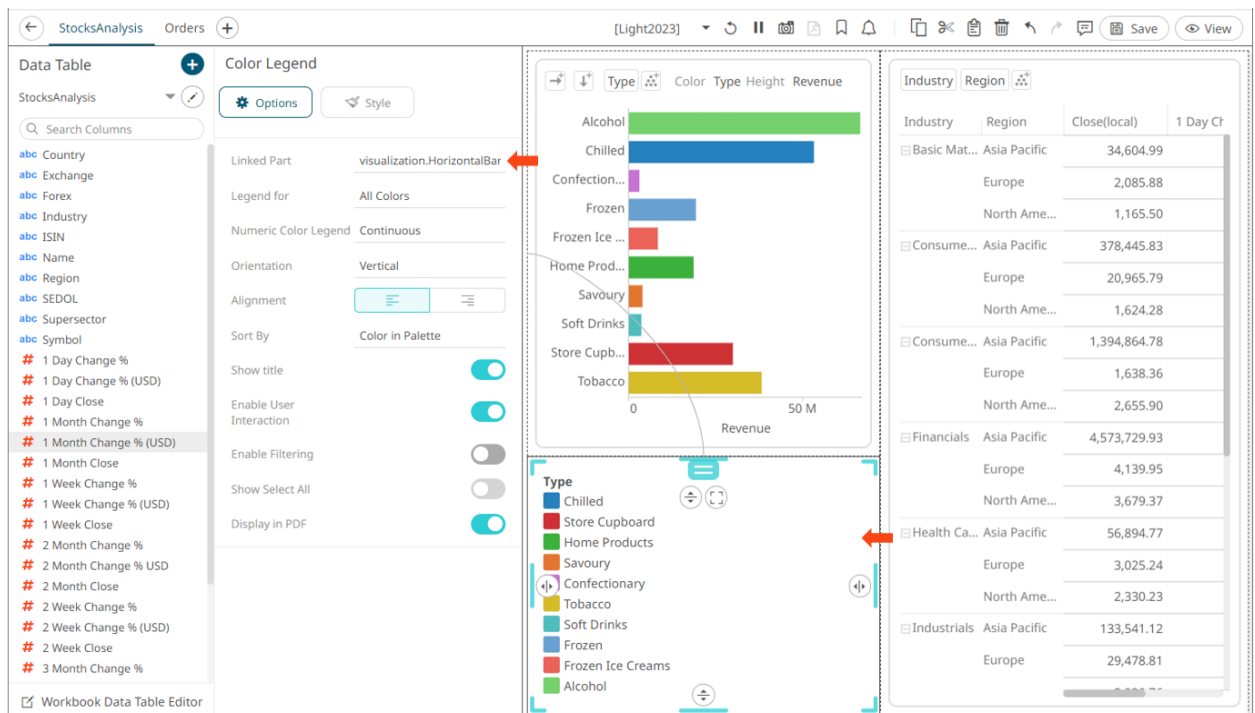 StocksAnalysis Orders
[Light2023] Save View
Data Table
StocksAnalysis
Search Columns
abc Country
abc Exchange
abc Forex
abc Industry
abc ISIN
abc Name
abc Region
abc SEDOL
abc Supersector
abc Symbol
# 1 Day Change %
# 1 Day Change % (USD)
# 1 Day Close
# 1 Month Change %
# 1 Month Change % (USD)
# 1 Month Close
# 1 Week Change %
# 1 Week Change % (USD)
# 1 Week Close
# 2 Month Change %
# 2 Month Change % USD
# 2 Month Close
# 2 Week Change %
# 2 Week Change % (USD)
# 2 Week Close
# 3 Month Change %
Workbook Data Table Editor
Color Legend
Options Style
Linked Part visualization.HorizontalBar
Legend for All Colors
Numeric Color Legend Continuous
Orientation Vertical
Alignment
Sort By Color in Palette
Show title
Enable User
Interaction
Enable Filtering
Show Select All
Display in PDF
Type Color Type Height Revenue
Alcohol
Chilled
Confection...
Frozen
Frozen Ice ...
Home Prod...
Savoury
Soft Drinks
Store Cupb...
Tobacco
0 50 M
Revenue
Type
Chilled
Store Cupboard
Home Products
Savoury
Confectionary
Tobacco
Soft Drinks
Frozen
Frozen Ice Creams
Alcohol
Industry Region
Industry Region Close(local) 1 Day Ch
Basic Mat... Asia Pacific 34,604.99
Europe 2,085.88
North Ame... 1,165.50
Consume... Asia Pacific 378,445.83
Europe 20,965.79
North Ame... 1,624.28
Consume... Asia Pacific 1,394,864.78
Europe 1,638.36
North Ame... 2,655.90
Financials Asia Pacific 4,573,729.93
Europe 4,139.95
North Ame... 3,679.37
Health Ca... Asia Pacific 56,894.77
Europe 3,025.24
North Ame... 2,330.23
Industrials Asia Pacific 133,541.12
Europe 29,478.81